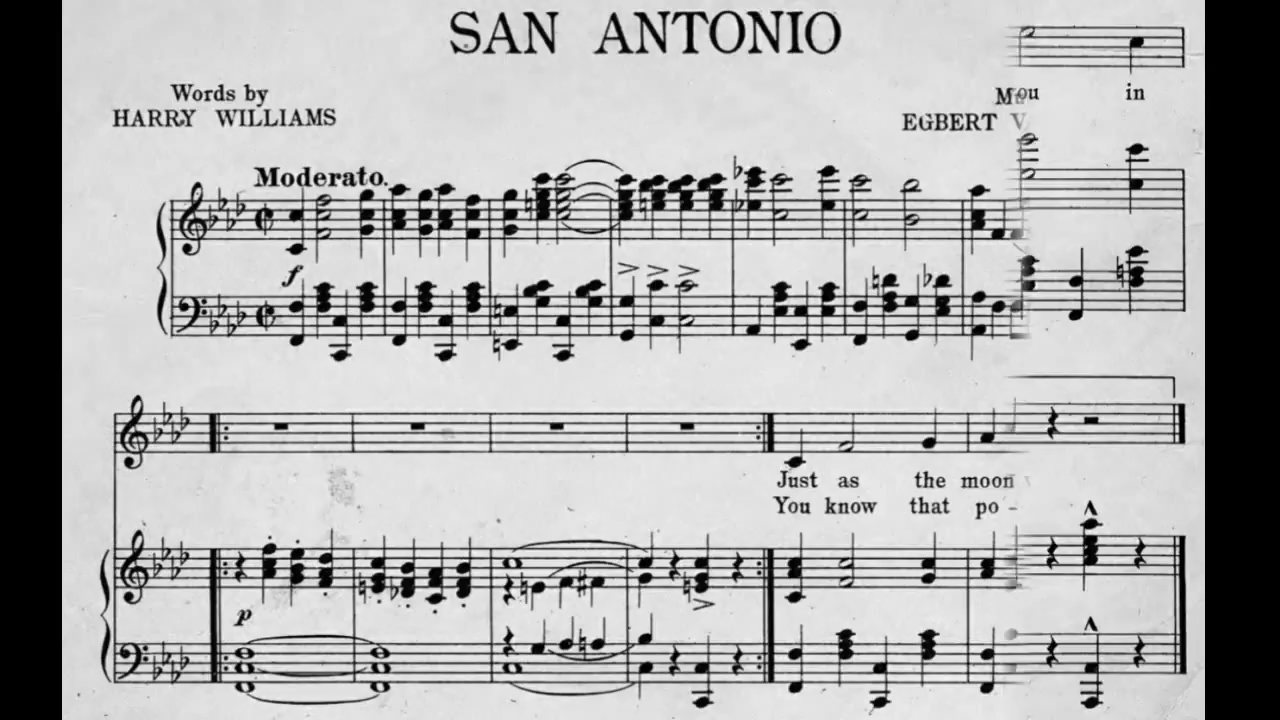 SAN ANTONIO
Words by
HARRY WILLIAMS
EGBERT
in
Moderato
f
Just as the moon
You know that po -
p